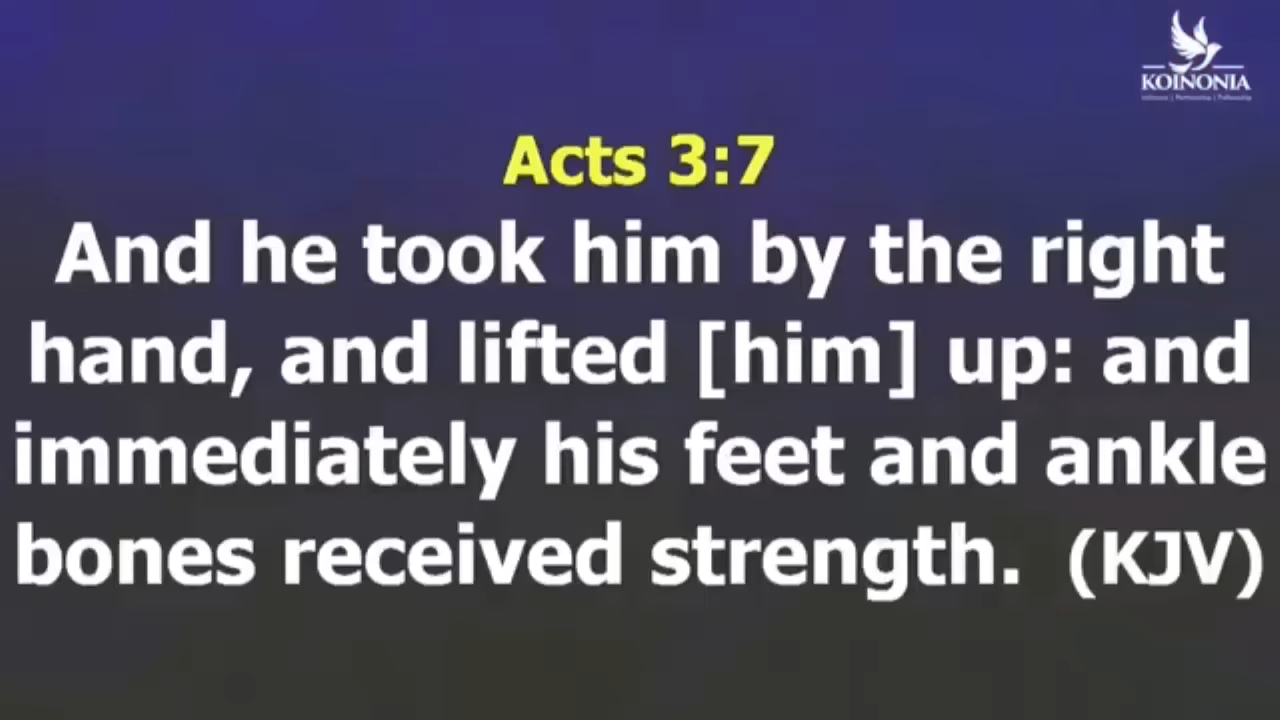 KOINONIA
Acts 3:7
And he took him by the right
hand, and lifted [him] up: and
immediately his feet and ankle
bones received strength. (KJV)